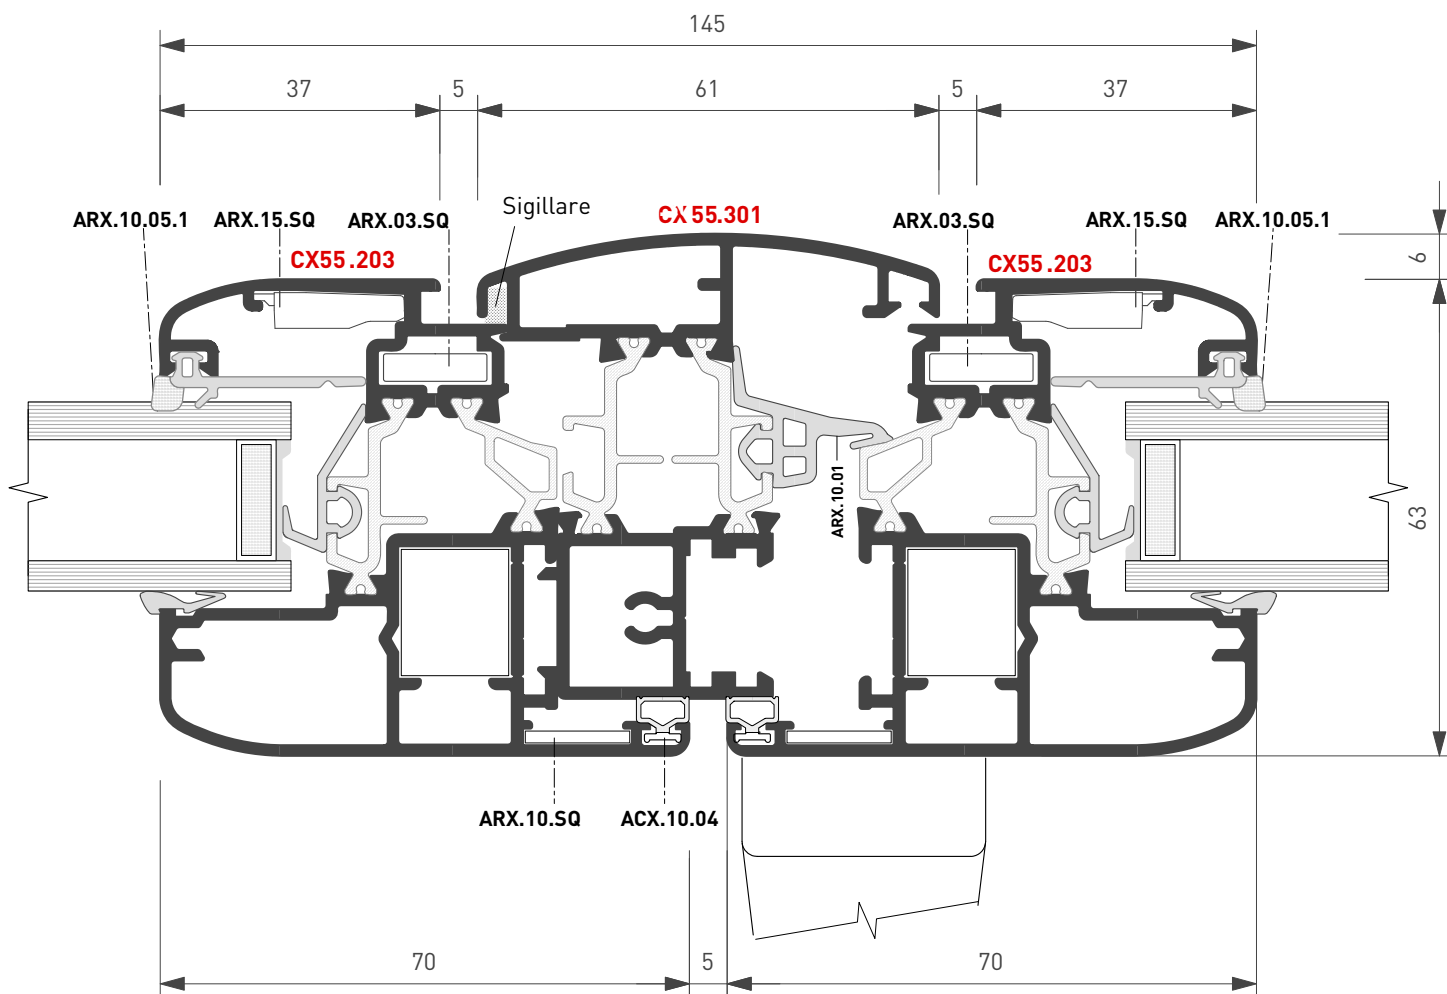 145
37
5
61
5
37
Sigillare
ARX.10.05.1
ARX.15.SQ
ARX.03.SQ
CX55.301
ARX.03.SQ
ARX.15.SQ
ARX.10.05.1
CX55.203
CX55.203
6
ARX.10.01
63
ARX.10.SQ
ACX.10.04
70
5
70